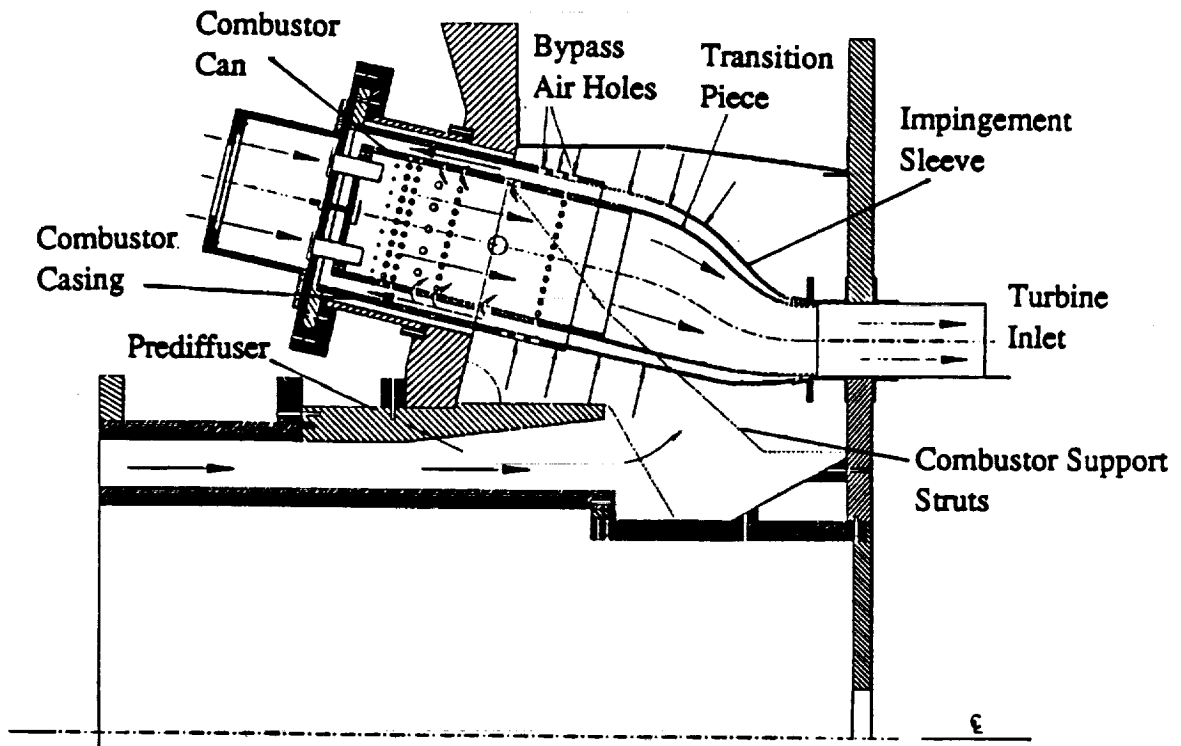 Combustor
Can
Bypass
Air Holes
Transition
Piece
Impingement
Sleeve
Combustor
Casing
Turbine
Inlet
Prediffuser
Combustor Support
Struts
℄